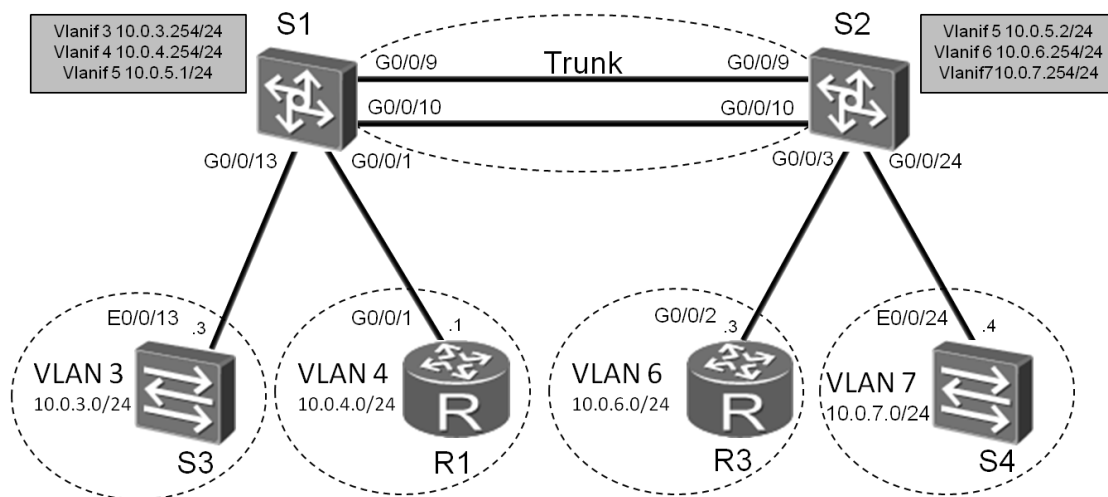 Vlanif 3 10.0.3.254/24
Vlanif 4 10.0.4.254/24
Vlanif 5 10.0.5.1/24
S1
S2
Vlanif 5 10.0.5.2/24
Vlanif 6 10.0.6.254/24
Vlanif710.0.7.254/24
G0/0/9
Trunk
G0/0/9
G0/0/10
G0/0/10
G0/0/13
G0/0/1
G0/0/3
G0/0/24
E0/0/13
.3
G0/0/1
.1
G0/0/2
.3
E0/0/24
.4
VLAN 3
10.0.3.0/24
VLAN 4
10.0.4.0/24
VLAN 6
10.0.6.0/24
VLAN 7
10.0.7.0/24
R
R
S3
R1
R3
S4